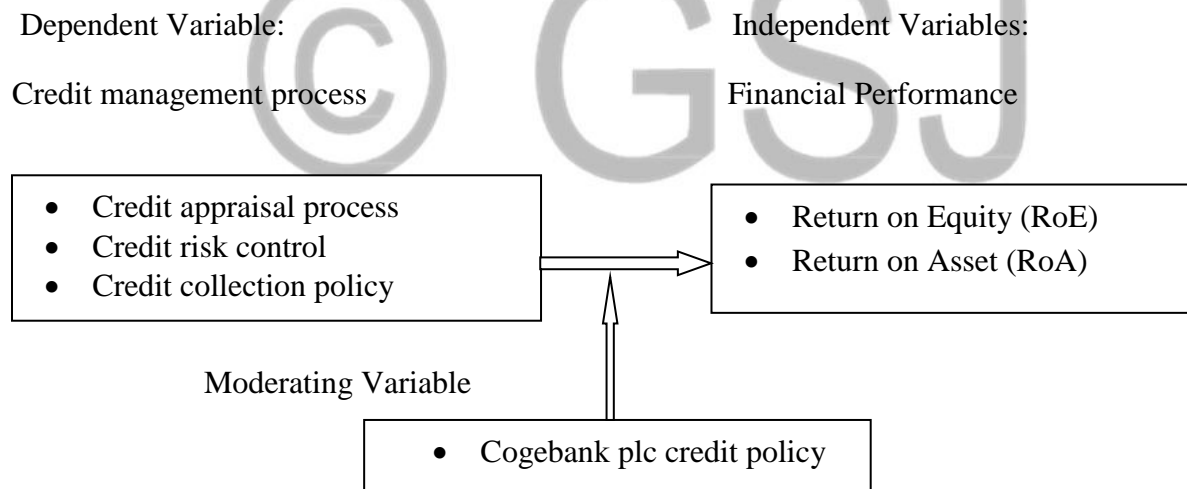 Dependent Variable:
Independent Variables:
Credit management process
Financial Performance
© GSJ
• Credit appraisal process
• Credit risk control
• Credit collection policy
• Return on Equity (RoE)
• Return on Asset (RoA)
Moderating Variable
• Cogebank plc credit policy